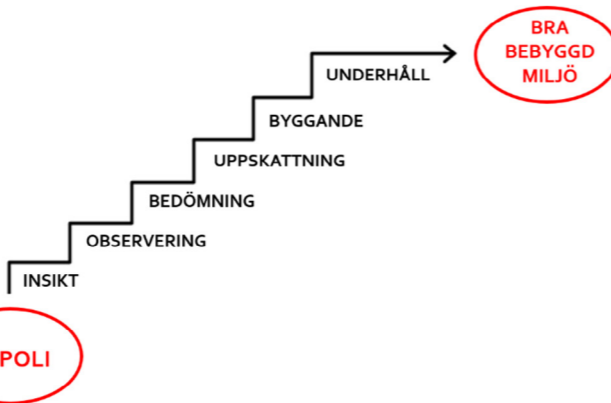 BRA
BEBYGGD
MILJÖ
UNDERHÅLL
BYGGANDE
UPPSKATTNING
BEDÖMNING
OBSERVERING
INSIKT
POLI